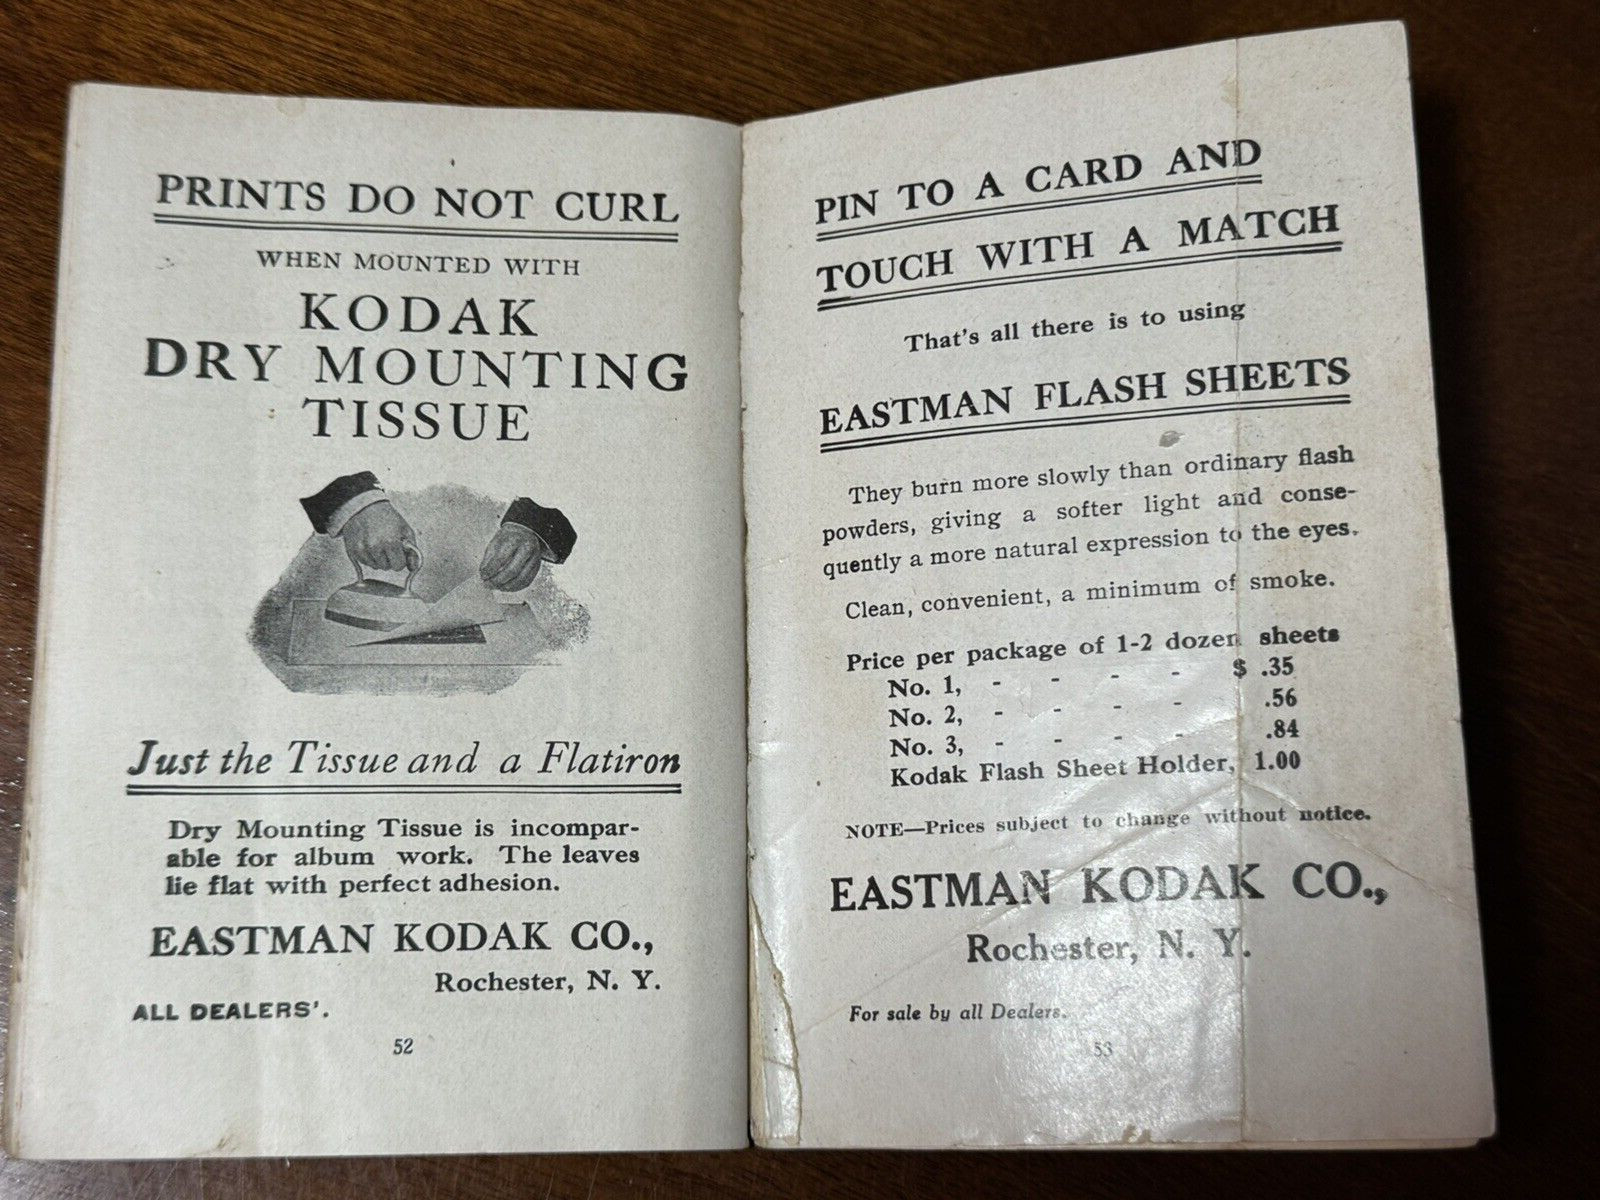 PRINTS DO NOT CURL
WHEN MOUNTED WITH
KODAK
DRY MOUNTING
TISSUE
Just the Tissue and a Flatiron
Dry Mounting Tissue is incompar-
able for album work. The leaves
lie flat with perfect adhesion.
EASTMAN KODAK CO.,
Rochester, N. Y.
ALL DEALERS'.
52
PIN TO A CARD AND
TOUCH WITH A MATCH
That's all there is to using
EASTMAN FLASH SHEETS
They burn more slowly than ordinary flash
powders, giving a softer light and conse-
quently a more natural expression to the eyes.
Clean, convenient, a minimum of smoke.
Price per package of 1-2 dozen sheets
No. 1, - - - - $ .35
No. 2, - - - - .56
No. 3, - - - - .84
Kodak Flash Sheet Holder, 1.00
NOTE—Prices subject to change without notice.
EASTMAN KODAK CO.,
Rochester, N. Y.
For sale by all Dealers.
53